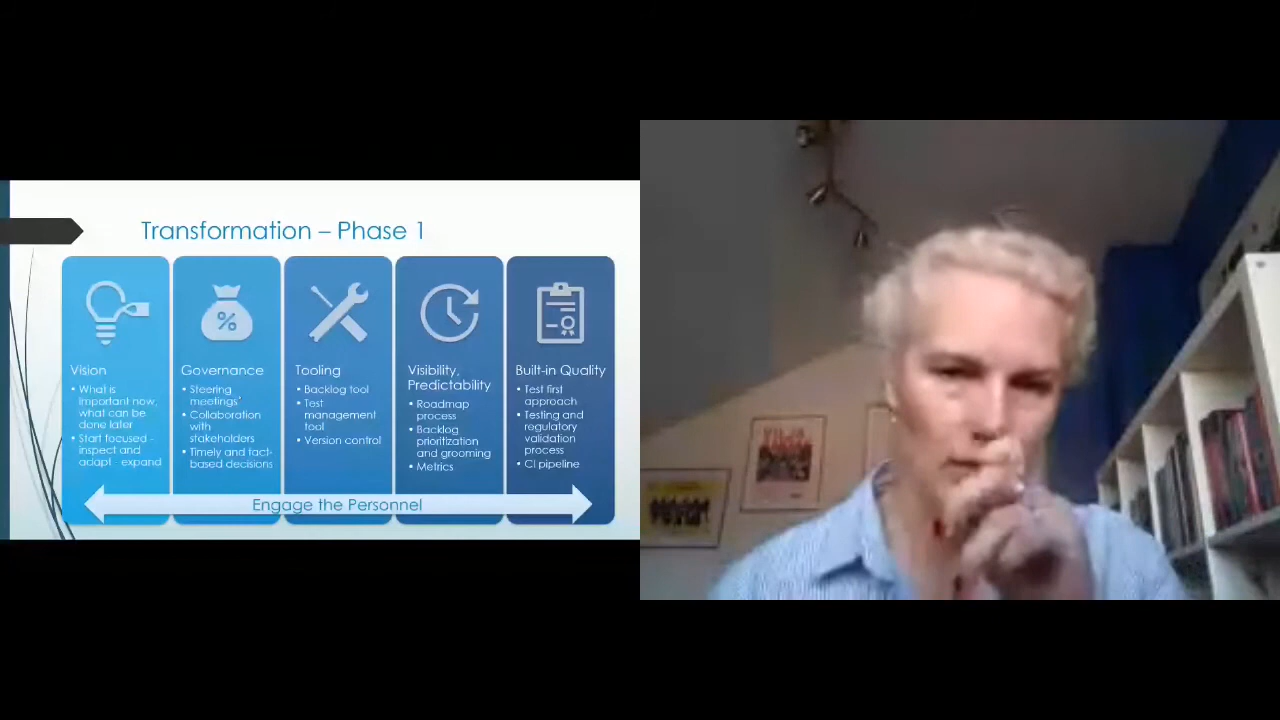 Transformation – Phase 1
%
Vision
• What is
important now,
what can be
done later
• Start focused -
inspect and
adapt - expand
Governance
• Steering
meetings
• Collaboration
with
stakeholders
• Timely and fact-
based decisions
Tooling
• Backlog tool
• Test
management
tool
• Version control
Visibility,
Predictability
• Roadmap
process
• Backlog
prioritization
and grooming
• Metrics
Built-in Quality
• Test first
approach
• Testing and
regulatory
validation
process
• CI pipeline
Engage the Personnel